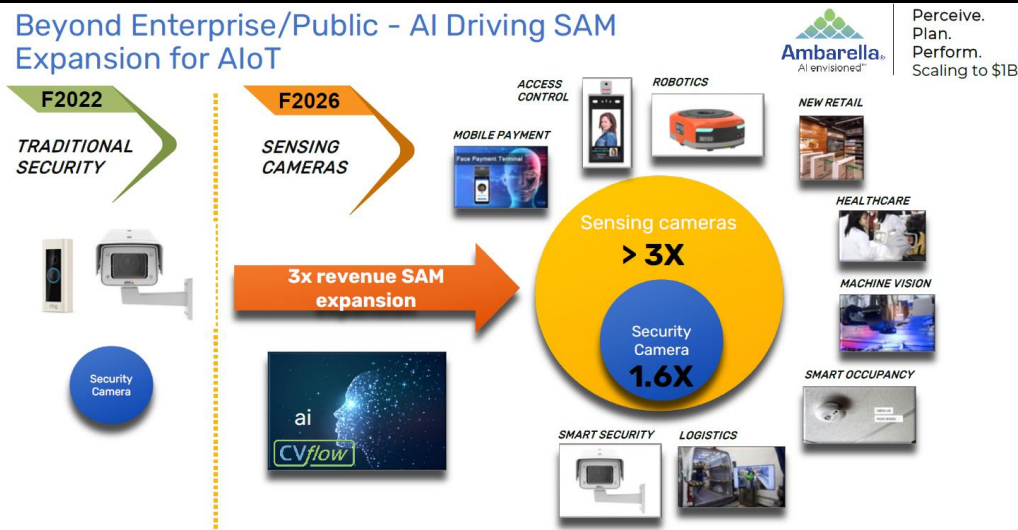 Beyond Enterprise/Public - AI Driving SAM
Expansion for AIoT
Ambarella®
AI envisioned™
Perceive.
Plan.
Perform.
Scaling to $1B
F2022
TRADITIONAL
SECURITY
F2026
SENSING
CAMERAS
ring
Security
Camera
3x revenue SAM
expansion
ai
CVflow
MOBILE PAYMENT
Face Payment Terminal
ACCESS
CONTROL
ROBOTICS
NEW RETAIL
HEALTHCARE
MACHINE VISION
SMART OCCUPANCY
Sensing cameras
> 3X
Security
Camera
1.6X
SMART SECURITY
LOGISTICS